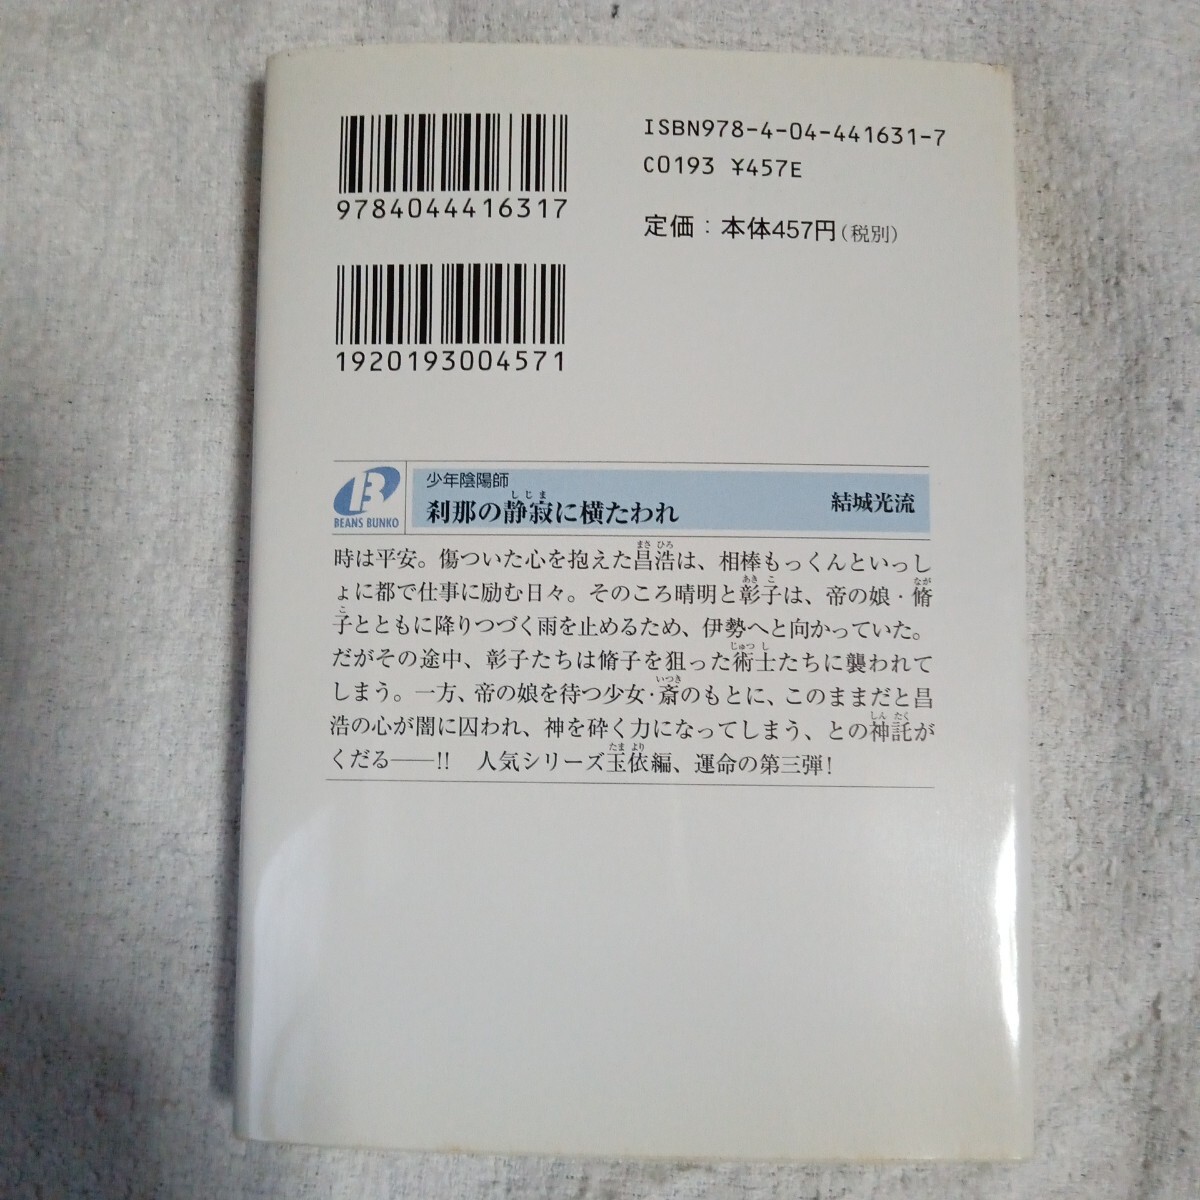 ISBN978-4-04-441631-7
C0193 ¥457E
9784044416317
定価：本体457円（税別）
1920193004571
B
BEANS BUNKO
少年陰陽師
刹那の静寂に横たわれ
しじま
結城光流
時は平安。傷ついた心を抱えた昌浩は、相棒もっくんといっし
まさ ひろ
ょに都で仕事に励む日々。そのころ晴明と彰子は、帝の娘・脩
あき こ
なが
子とともに降りつづく雨を止めるため、伊勢へと向かっていた。
こ
だがその途中、彰子たちは脩子を狙った術士たちに襲われて
じゅつ し
しまう。一方、帝の娘を待つ少女・斎のもとに、このままだと昌
いつき
浩の心が闇に囚われ、神を砕く力になってしまう、との神託が
しん たく
くだる――!!　人気シリーズ玉依編、運命の第三弾！
たま より